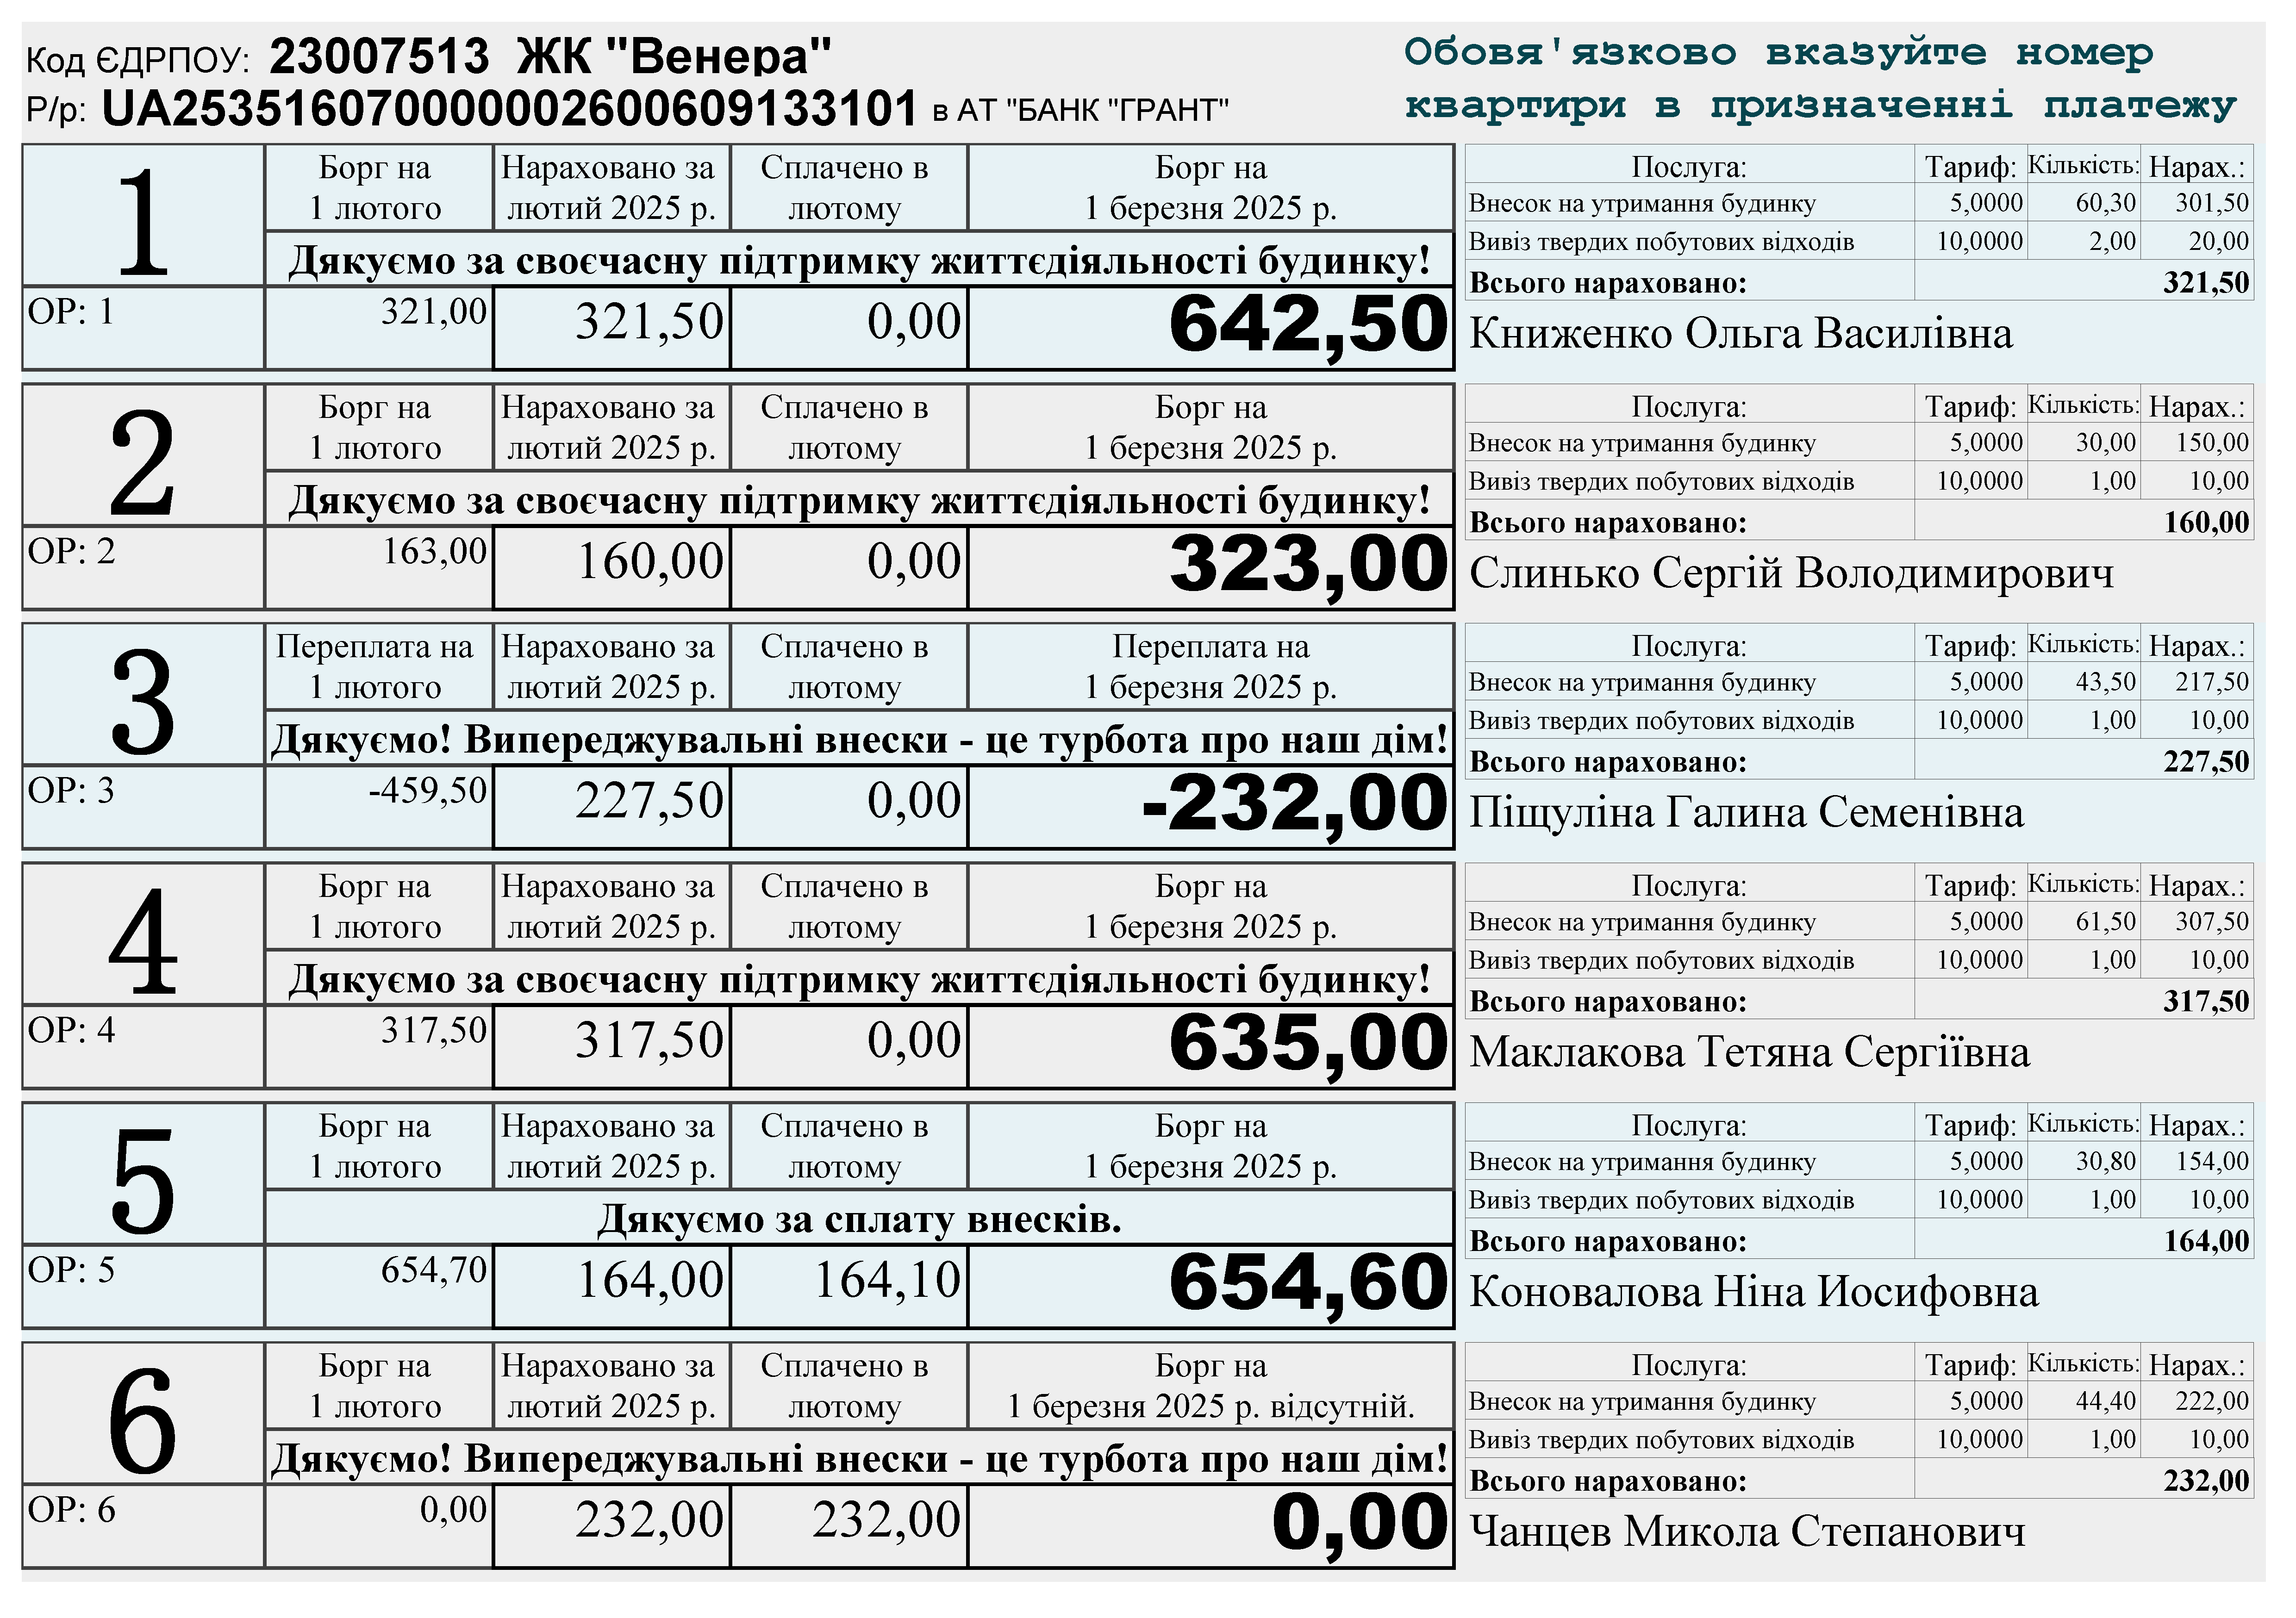 Код ЄДРПОУ: 23007513 ЖК "Венера"
Р/р: UA253516070000002600609133101 в АТ "БАНК "ГРАНТ"
Обовя'язково вказуйте номер
квартири в призначенні платежу
1
Борг на
1 лютого
Нараховано за
лютий 2025 р.
Сплачено в
лютому
Борг на
1 березня 2025 р.
Дякуємо за своєчасну підтримку життєдіяльності будинку!
ОР: 1 321,00 321,50 0,00 642,50
Послуга: Тариф: Кількість: Нарах.:
Внесок на утримання будинку 5,0000 60,30 301,50
Вивіз твердих побутових відходів 10,0000 2,00 20,00
Всього нараховано: 321,50
Книженко Ольга Василівна
2
Борг на
1 лютого
Нараховано за
лютий 2025 р.
Сплачено в
лютому
Борг на
1 березня 2025 р.
Дякуємо за своєчасну підтримку життєдіяльності будинку!
ОР: 2 163,00 160,00 0,00 323,00
Послуга: Тариф: Кількість: Нарах.:
Внесок на утримання будинку 5,0000 30,00 150,00
Вивіз твердих побутових відходів 10,0000 1,00 10,00
Всього нараховано: 160,00
Слинько Сергій Володимирович
3
Переплата на
1 лютого
Нараховано за
лютий 2025 р.
Сплачено в
лютому
Переплата на
1 березня 2025 р.
Дякуємо! Випереджувальні внески - це турбота про наш дім!
ОР: 3 -459,50 227,50 0,00 -232,00
Послуга: Тариф: Кількість: Нарах.:
Внесок на утримання будинку 5,0000 43,50 217,50
Вивіз твердих побутових відходів 10,0000 1,00 10,00
Всього нараховано: 227,50
Піщуліна Галина Семенівна
4
Борг на
1 лютого
Нараховано за
лютий 2025 р.
Сплачено в
лютому
Борг на
1 березня 2025 р.
Дякуємо за своєчасну підтримку життєдіяльності будинку!
ОР: 4 317,50 317,50 0,00 635,00
Послуга: Тариф: Кількість: Нарах.:
Внесок на утримання будинку 5,0000 61,50 307,50
Вивіз твердих побутових відходів 10,0000 1,00 10,00
Всього нараховано: 317,50
Маклакова Тетяна Сергіївна
5
Борг на
1 лютого
Нараховано за
лютий 2025 р.
Сплачено в
лютому
Борг на
1 березня 2025 р.
Дякуємо за сплату внесків.
ОР: 5 654,70 164,00 164,10 654,60
Послуга: Тариф: Кількість: Нарах.:
Внесок на утримання будинку 5,0000 30,80 154,00
Вивіз твердих побутових відходів 10,0000 1,00 10,00
Всього нараховано: 164,00
Коновалова Ніна Иосифовна
6
Борг на
1 лютого
Нараховано за
лютий 2025 р.
Сплачено в
лютому
Борг на
1 березня 2025 р. відсутній.
Дякуємо! Випереджувальні внески - це турбота про наш дім!
ОР: 6 0,00 232,00 232,00 0,00
Послуга: Тариф: Кількість: Нарах.:
Внесок на утримання будинку 5,0000 44,40 222,00
Вивіз твердих побутових відходів 10,0000 1,00 10,00
Всього нараховано: 232,00
Чанцев Микола Степанович